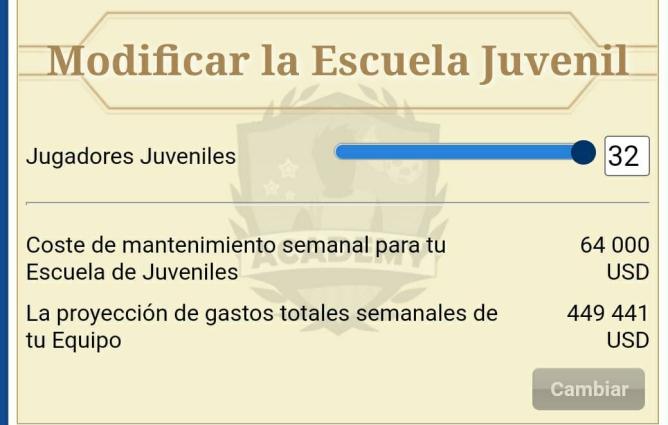 Modificar la Escuela Juvenil
Jugadores Juveniles 32
ACADEMY
Coste de mantenimiento semanal para tu 64 000
Escuela de Juveniles USD
La proyección de gastos totales semanales de 449 441
tu Equipo USD
Cambiar